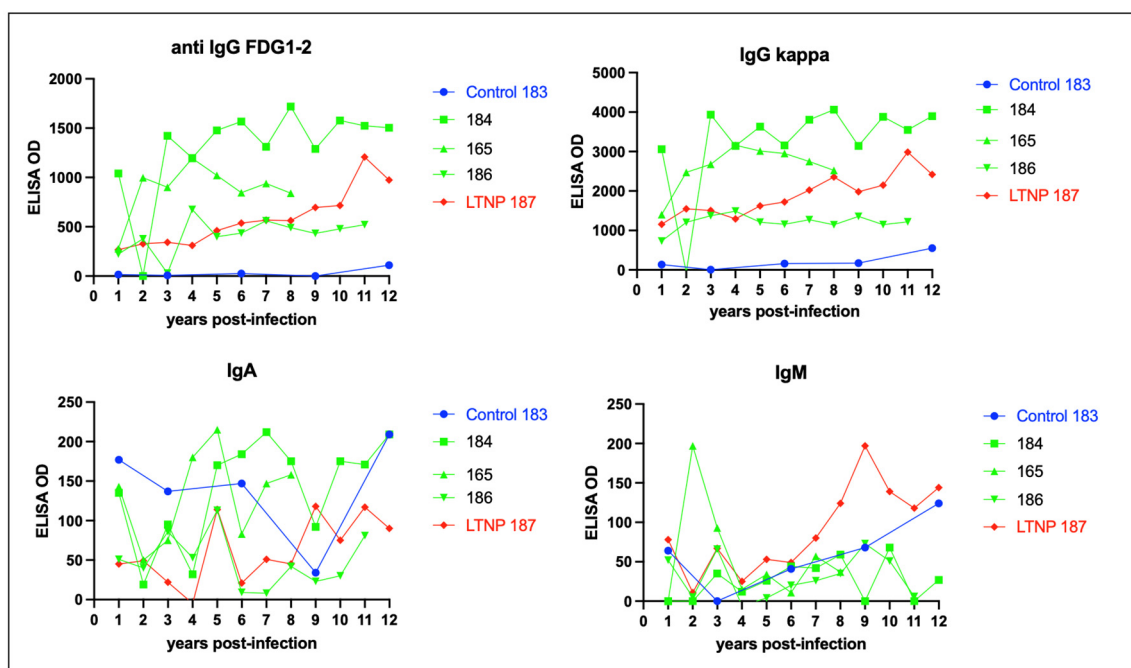 anti IgG FDG1-2
2000
1500
1000
500
0
ELISA OD
0 1 2 3 4 5 6 7 8 9 10 11 12
years post-infection
Control 183
184
165
186
LTNP 187
IgG kappa
5000
4000
3000
2000
1000
0
ELISA OD
0 1 2 3 4 5 6 7 8 9 10 11 12
years post-infection
Control 183
184
165
186
LTNP 187
IgA
250
200
150
100
50
0
ELISA OD
0 1 2 3 4 5 6 7 8 9 10 11 12
years post-infection
Control 183
184
165
186
LTNP 187
IgM
250
200
150
100
50
0
ELISA OD
0 1 2 3 4 5 6 7 8 9 10 11 12
years post-infection
Control 183
184
165
186
LTNP 187